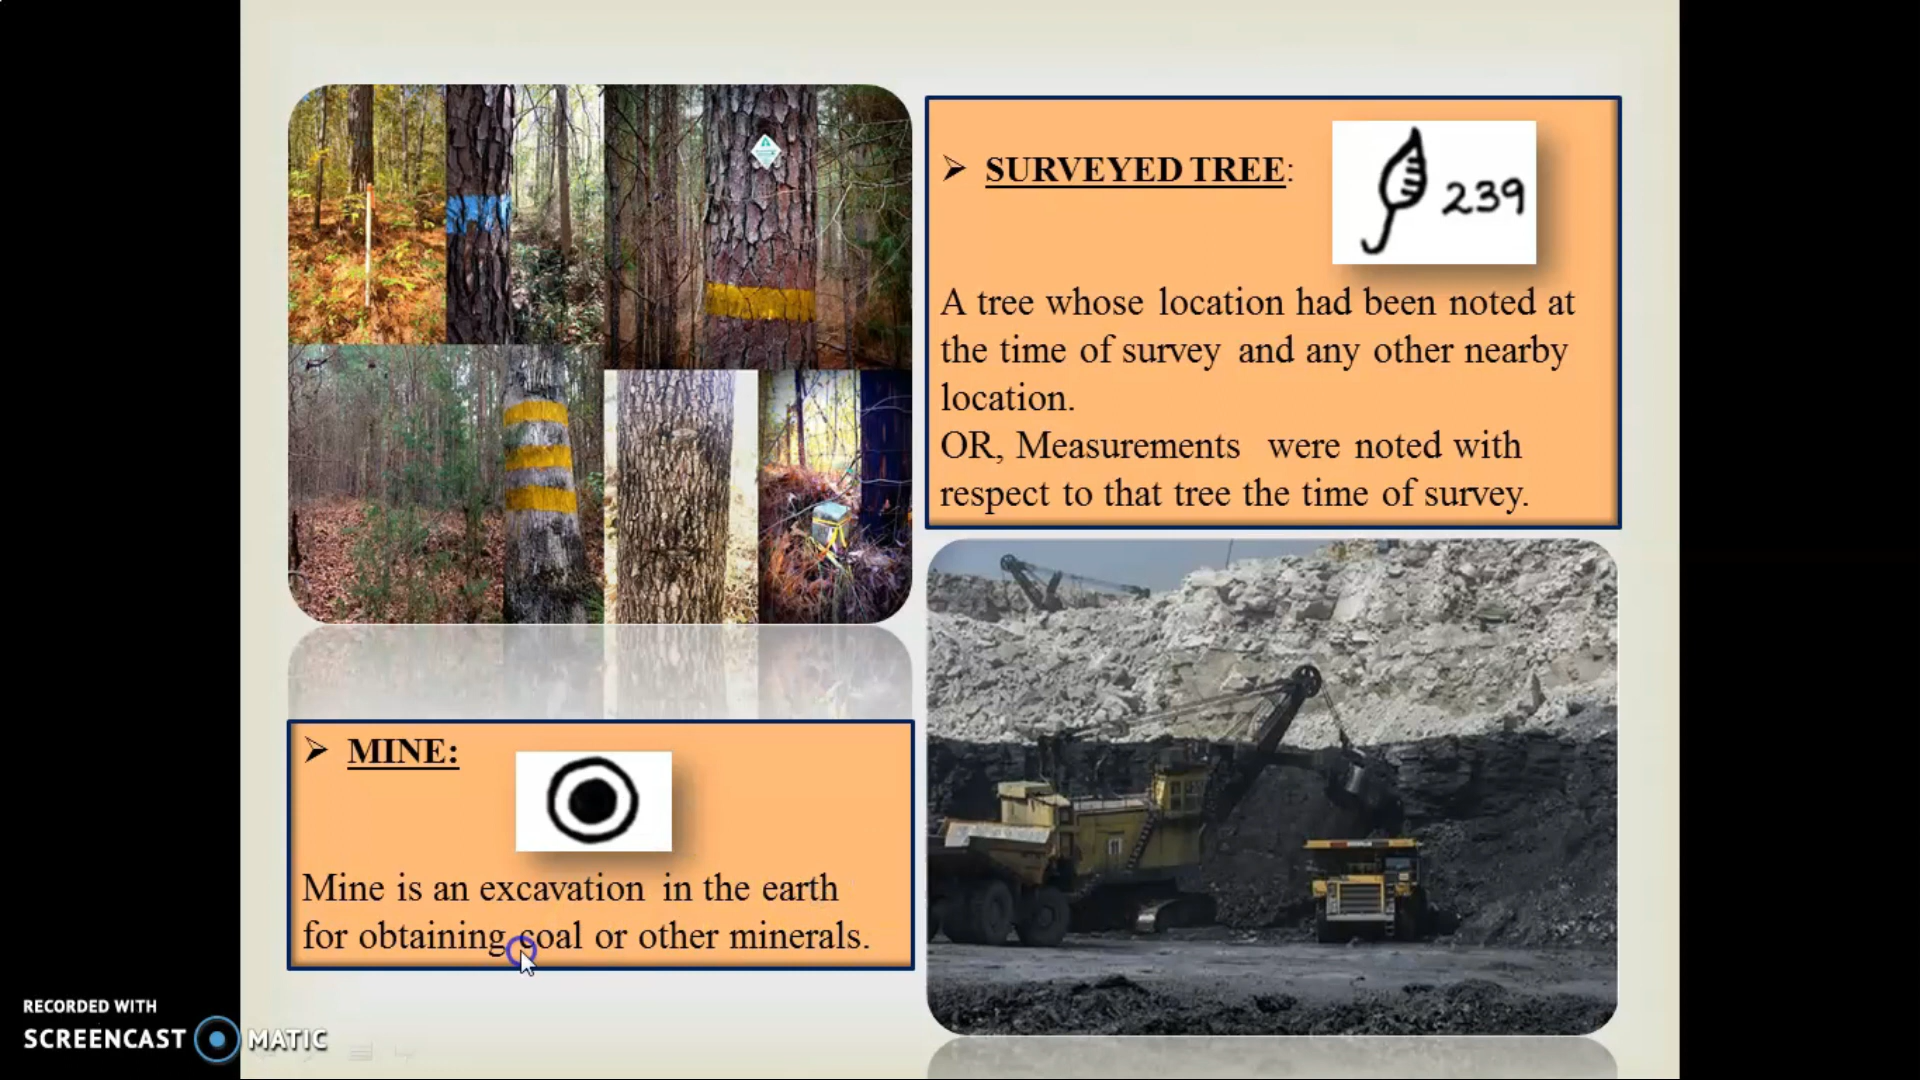 ➢ SURVEYED TREE:
239
A tree whose location had been noted at
the time of survey and any other nearby
location.
OR, Measurements were noted with
respect to that tree the time of survey.
➢ MINE:
Mine is an excavation in the earth
for obtaining coal or other minerals.
RECORDED WITH
SCREENCAST MATIC